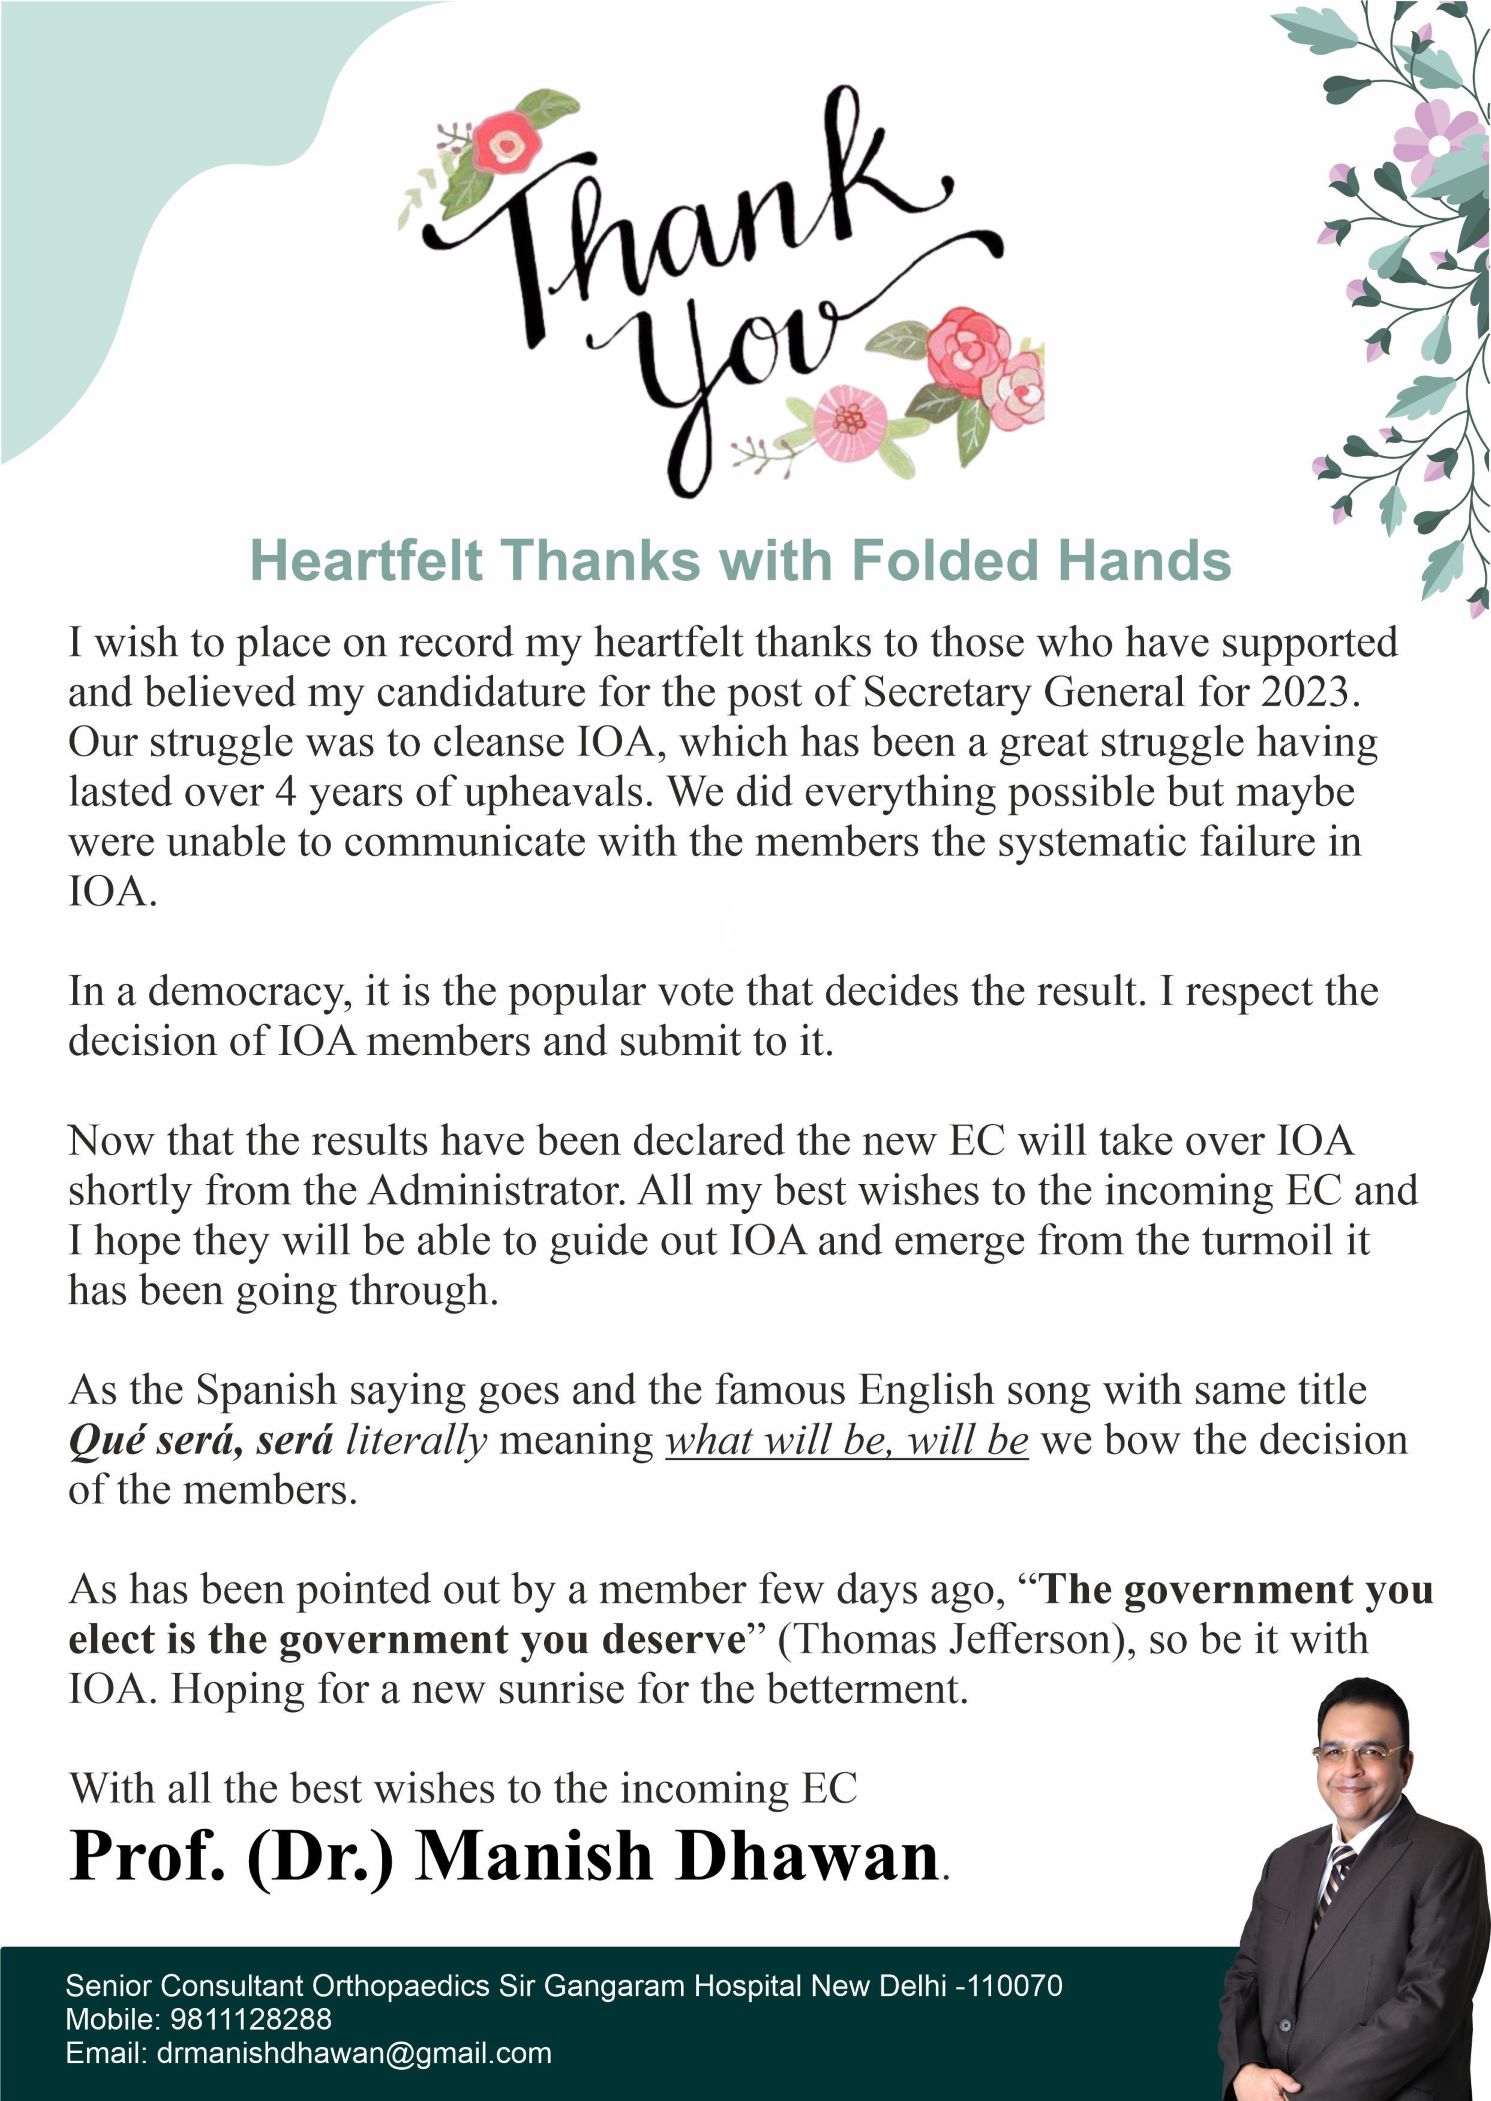 Thank
You
Heartfelt Thanks with Folded Hands
I wish to place on record my heartfelt thanks to those who have supported
and believed my candidature for the post of Secretary General for 2023.
Our struggle was to cleanse IOA, which has been a great struggle having
lasted over 4 years of upheavals. We did everything possible but maybe
were unable to communicate with the members the systematic failure in
IOA.
In a democracy, it is the popular vote that decides the result. I respect the
decision of IOA members and submit to it.
Now that the results have been declared the new EC will take over IOA
shortly from the Administrator. All my best wishes to the incoming EC and
I hope they will be able to guide out IOA and emerge from the turmoil it
has been going through.
As the Spanish saying goes and the famous English song with same title
Qué será, será literally meaning what will be, will be we bow the decision
of the members.
As has been pointed out by a member few days ago, “The government you
elect is the government you deserve” (Thomas Jefferson), so be it with
IOA. Hoping for a new sunrise for the betterment.
With all the best wishes to the incoming EC
Prof. (Dr.) Manish Dhawan.
Senior Consultant Orthopaedics Sir Gangaram Hospital New Delhi -110070
Mobile: 9811128288
Email: drmanishdhawan@gmail.com